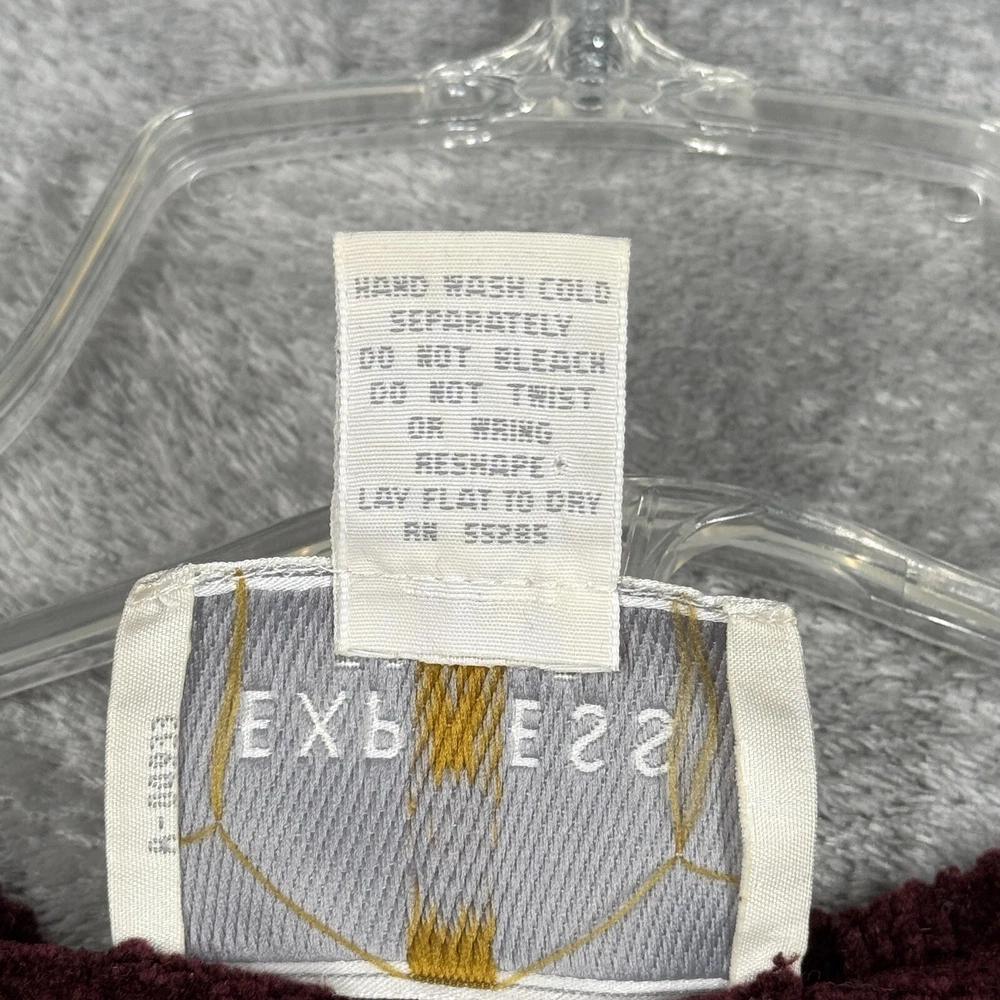 HAND WASH COLD
SEPARATELY
DO NOT BLEACH
DO NOT TWIST
OR WRING
RESHAPE
LAY FLAT TO DRY
RN 55285
EXPRESS